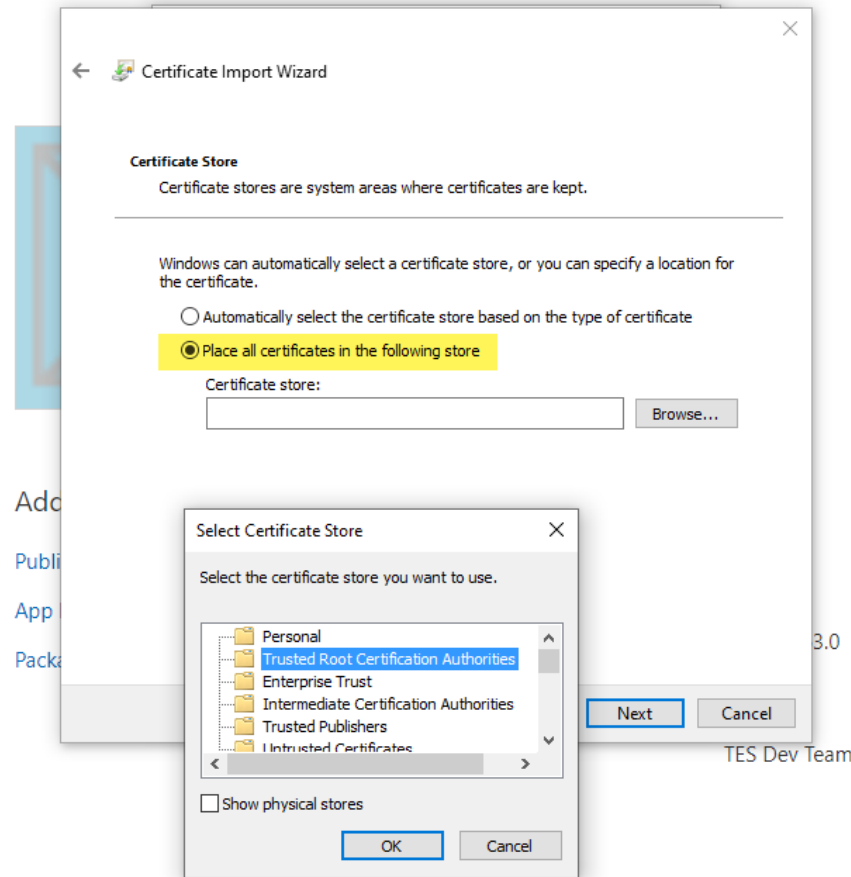 Certificate Import Wizard
Certificate Store
Certificate stores are system areas where certificates are kept.
Windows can automatically select a certificate store, or you can specify a location for
the certificate.
Automatically select the certificate store based on the type of certificate
Place all certificates in the following store
Certificate store:
Browse...
Add
Publi
App
Packa
3.0
TES Dev Team
Select Certificate Store
Select the certificate store you want to use.
Personal
Trusted Root Certification Authorities
Enterprise Trust
Intermediate Certification Authorities
Trusted Publishers
Untrusted Certificates
Show physical stores
OK Cancel
Next Cancel